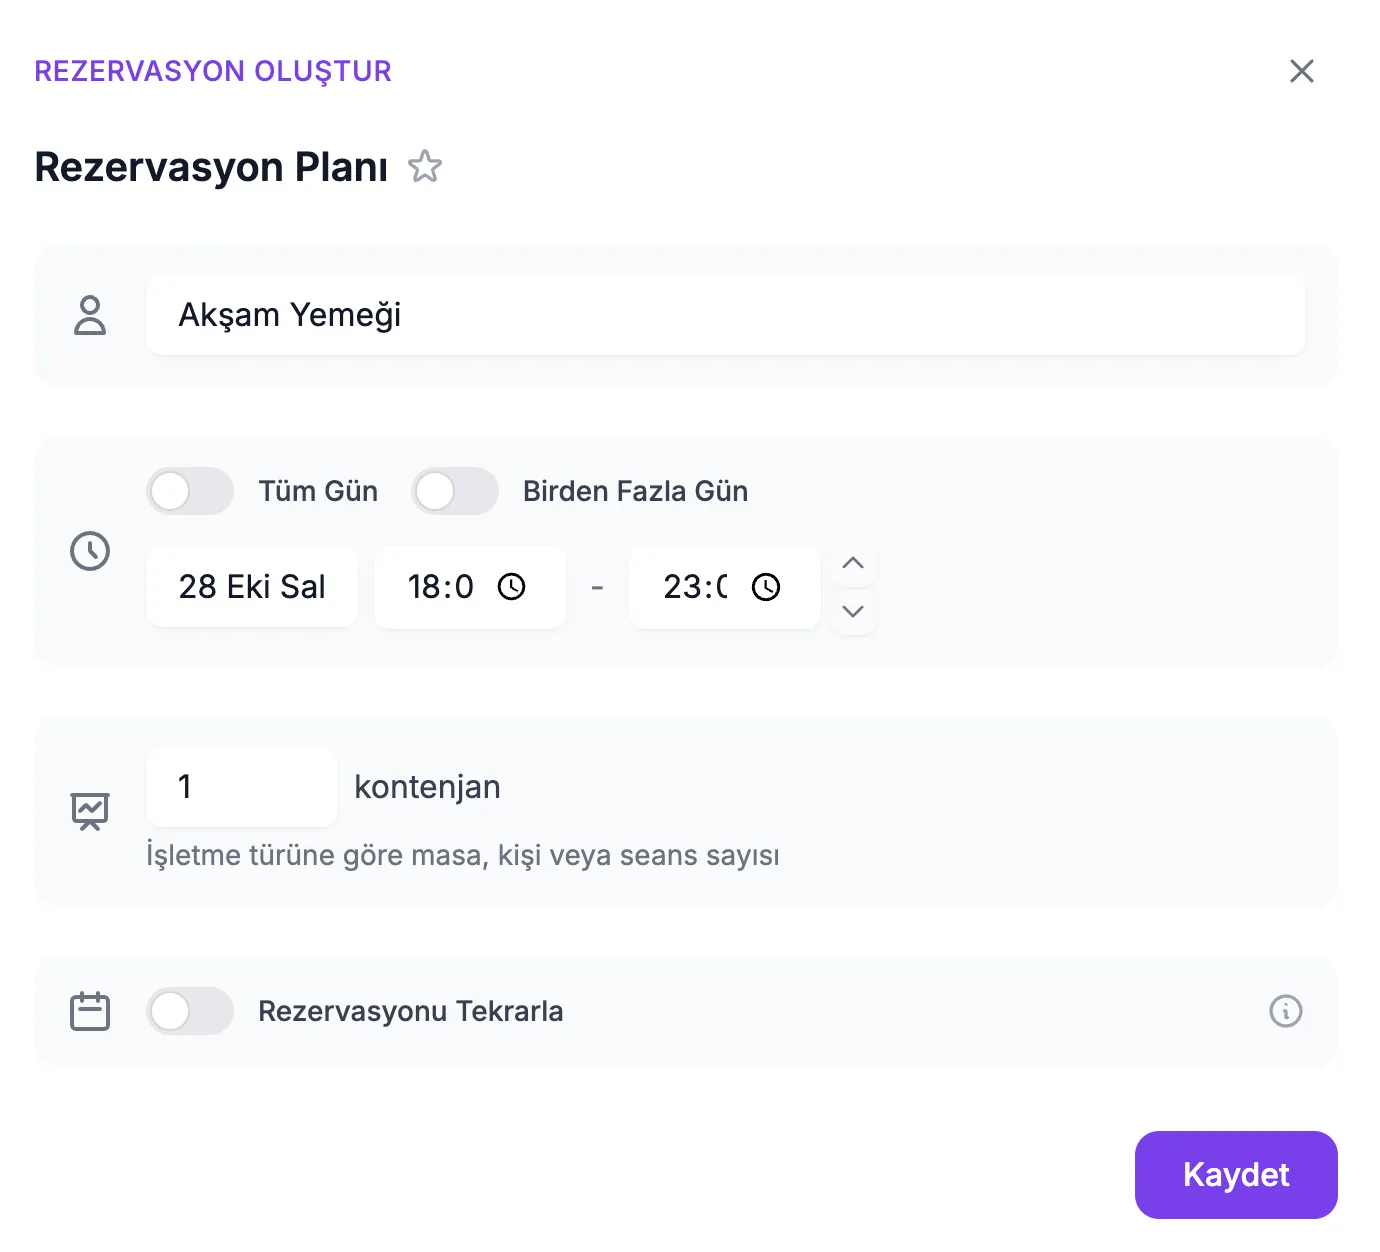 REZERVASYON OLUŞTUR
Rezervasyon Planı
Akşam Yemeği
Tüm Gün Birden Fazla Gün
28 Eki Sal 18:0 - 23:0
1 kontenjan
İşletme türüne göre masa, kişi veya seans sayısı
Rezervasyonu Tekrarla
Kaydet